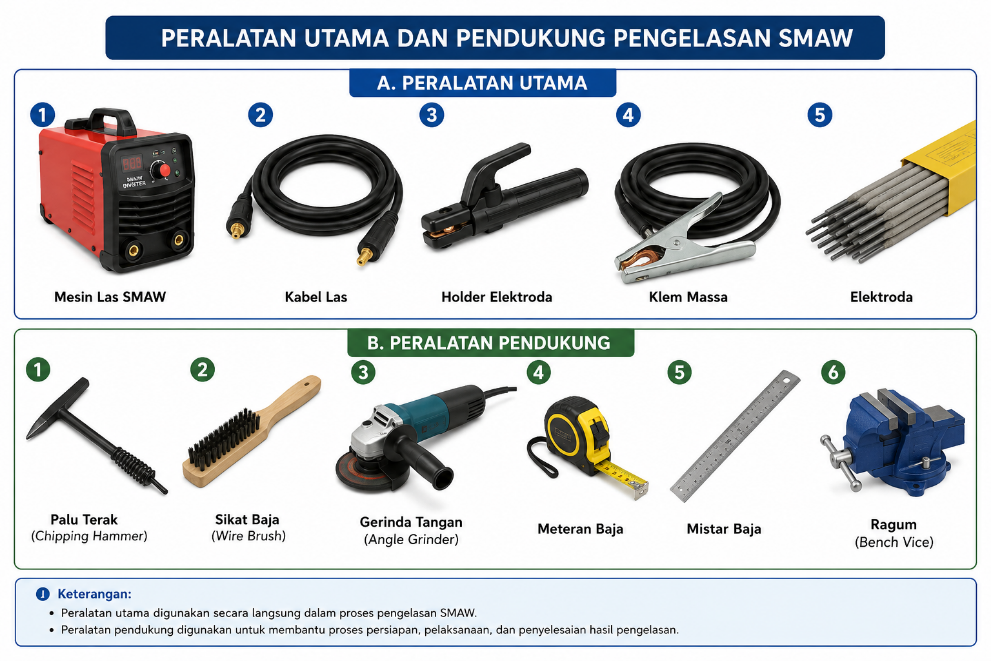 PERALATAN UTAMA DAN PENDUKUNG PENGELASAN SMAW
A. PERALATAN UTAMA
1
2
3
4
5
Mesin Las SMAW
Kabel Las
Holder Elektroda
Klem Massa
Elektroda
B. PERALATAN PENDUKUNG
1
2
3
4
5
6
Palu Terak
(Chipping Hammer)
Sikat Baja
(Wire Brush)
Gerinda Tangan
(Angle Grinder)
Meteran Baja
Mistar Baja
Ragum
(Bench Vice)
Keterangan:
• Peralatan utama digunakan secara langsung dalam proses pengelasan SMAW.
• Peralatan pendukung digunakan untuk membantu proses persiapan, pelaksanaan, dan penyelesaian hasil pengelasan.